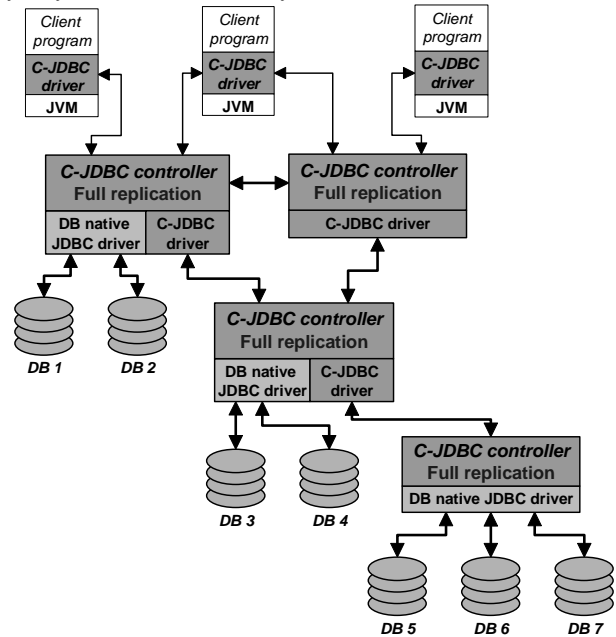 Client
program
C-JDBC
driver
JVM
Client
program
C-JDBC
driver
JVM
Client
program
C-JDBC
driver
JVM
C-JDBC controller
Full replication
DB native
JDBC driver
C-JDBC
driver
C-JDBC controller
Full replication
C-JDBC driver
DB 1
DB 2
C-JDBC controller
Full replication
DB native
JDBC driver
C-JDBC
driver
DB 3
DB 4
C-JDBC controller
Full replication
DB native JDBC driver
DB 5
DB 6
DB 7